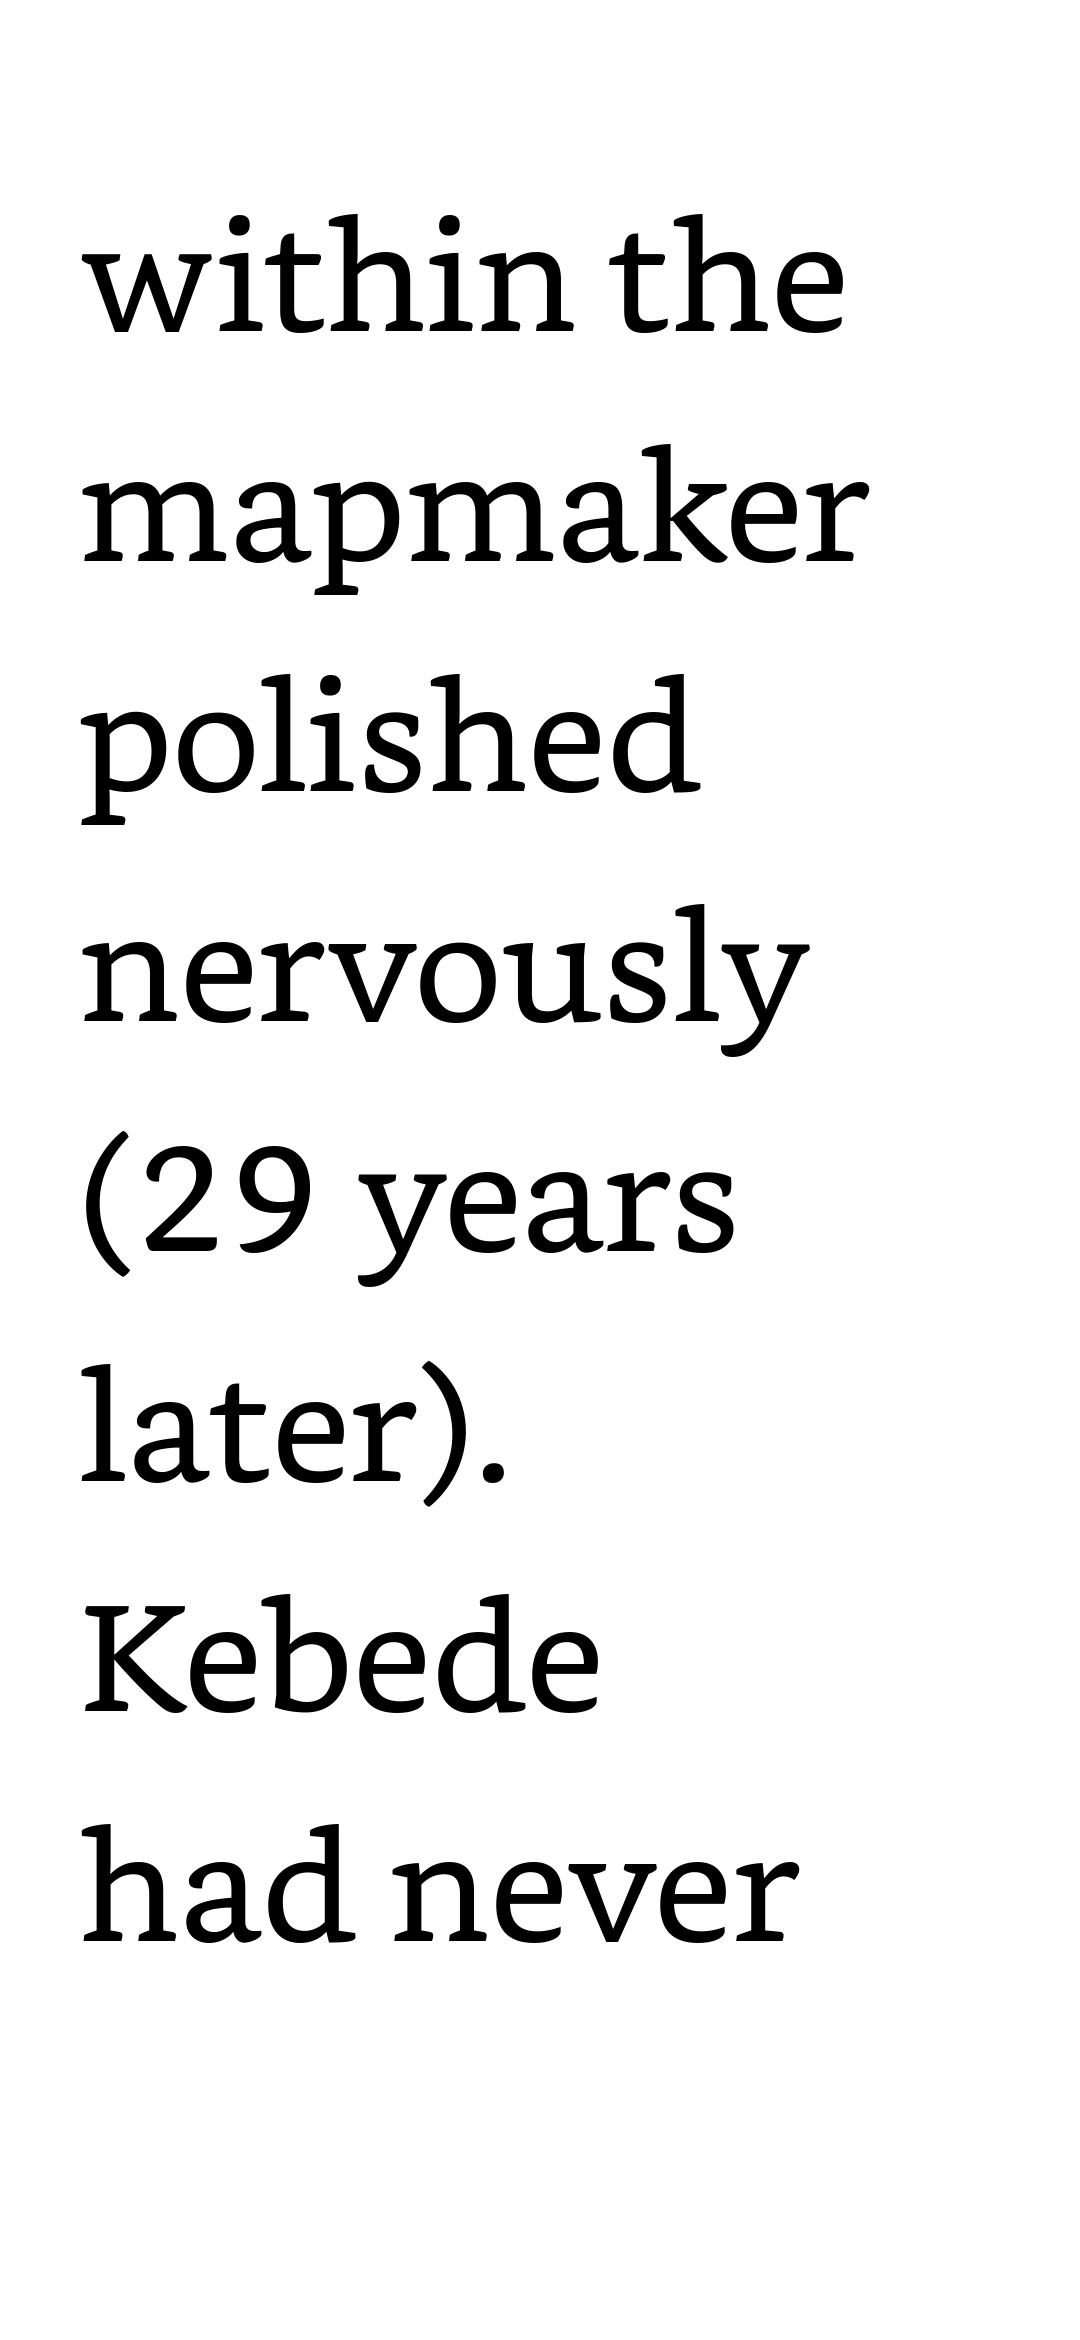 within the
mapmaker
polished
nervously
(29 years
later).
Kebede
had never